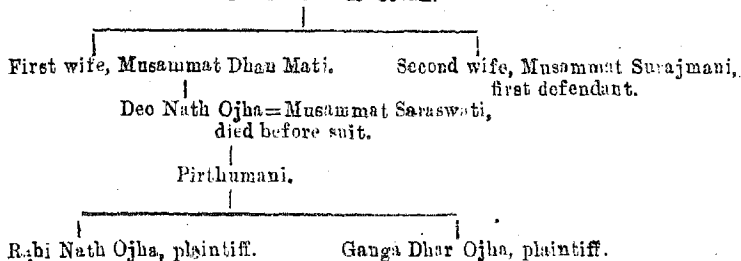 First wife, Musammat Dhan Mati. Second wife, Musammat Surajmani,
first defendant.
Deo Nath Ojha=Musammat Saraswati,
died before suit.
Pirthumani.
Rabi Nath Ojha, plaintiff. Ganga Dhar Ojha, plaintiff.